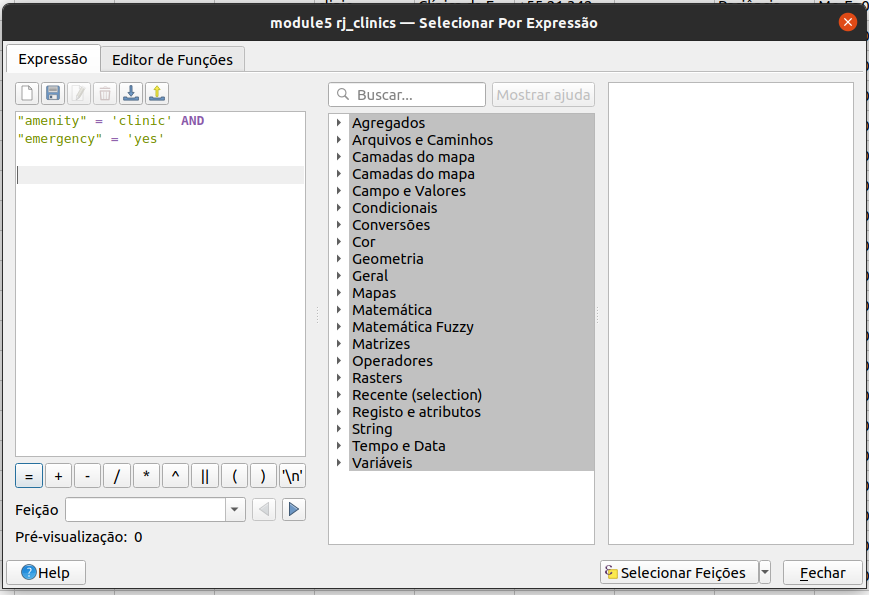 module5 rj_clinics — Selecionar Por Expressão
Expressão
Editor de Funções
Buscar...
Mostrar ajuda
"amenity" = 'clinic' AND
"emergency" = 'yes'
Agregados
Arquivos e Caminhos
Camadas do mapa
Camadas do mapa
Campo e Valores
Condicionais
Conversões
Cor
Geometria
Geral
Mapas
Matemática
Matemática Fuzzy
Matrizes
Operadores
Rasters
Recente (selection)
Registo e atributos
String
Tempo e Data
Variáveis
= + - / * ^ || ( ) '\n'
Feição
Pré-visualização: 0
Help
Selecionar Feições
Fechar